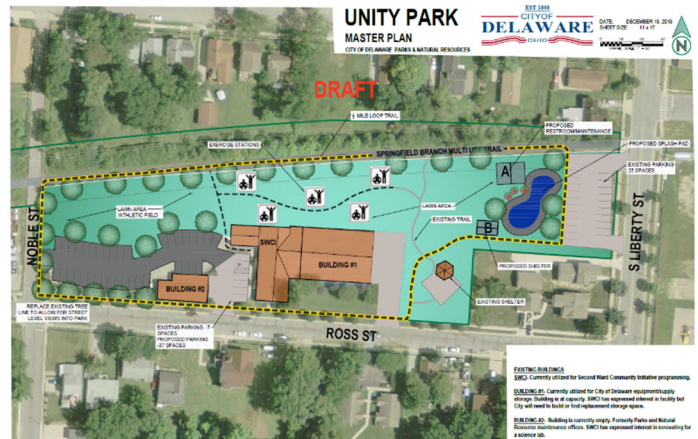 UNITY PARK
MASTER PLAN
CITY OF DELAWARE PARKS & NATURAL RESOURCES
EST 1808
CITY OF
DELAWARE
OHIO
DATE: DECEMBER 16, 2019
SHEET SIZE: 11 x 17
N
DRAFT
MILE LOOP TRAIL
EXERCISE STATIONS
SPRINGFIELD BRANCH MULTI USE TRAIL
PROPOSED
RESTROOM/MAINTENANCE
PROPOSED SPLASH PAD
EXISTING PARKING
25 SPACES
A
LAWN AREA
/ATHLETIC FIELD
LAWN AREA
EXISTING TRAIL
B
NOBLE ST
S LIBERTY ST
SWCI
BUILDING #1
BUILDING #2
PROPOSED SHELTER
EXISTING SHELTER
REPLACE EXISTING TREE
LINE TO ALLOW FOR STREET
LEVEL VIEWS INTO PARK
EXISTING PARKING -7
SPACES
PROPOSED PARKING
-37 SPACES
ROSS ST
EXISTING BUILDINGS
SWCI- Currently utilized for Second Ward Community Initiative programming.
BUILDING #1- Currently utilized for City of Delaware equipment/supply
storage. Building is at capacity. SWCI has expressed interest in facility but
City will need to build or find replacement storage space.
BUILDING #2- Building is currently empty. Formerly Parks and Natural
Resource maintenance offices. SWCI has expressed interest in renovating for
a science lab.